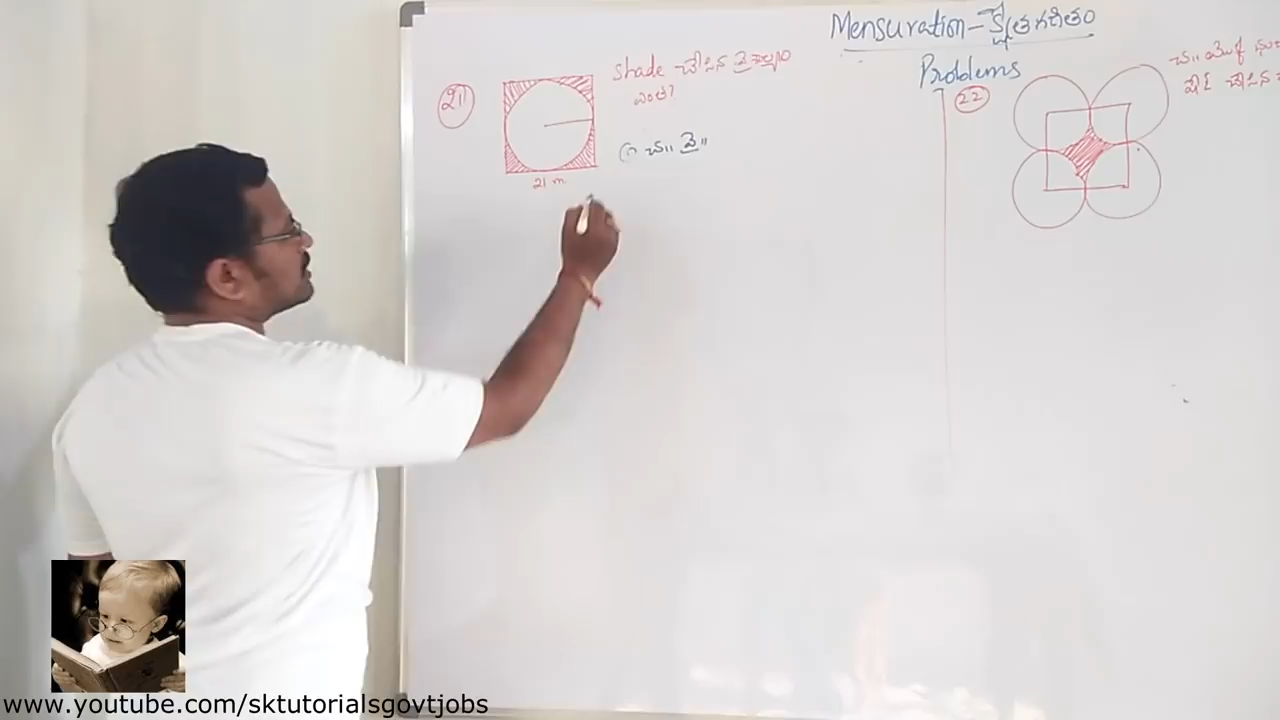 Mensuration - క్షేత్రగణితం
Problems
21
shade చేసిన వైశాల్యం
ఎంత?
చ॥ వై॥
21 m
22
చ॥ యొక్క
షేడ్ చేసిన
www.youtube.com/sktutorialsgovtjobs